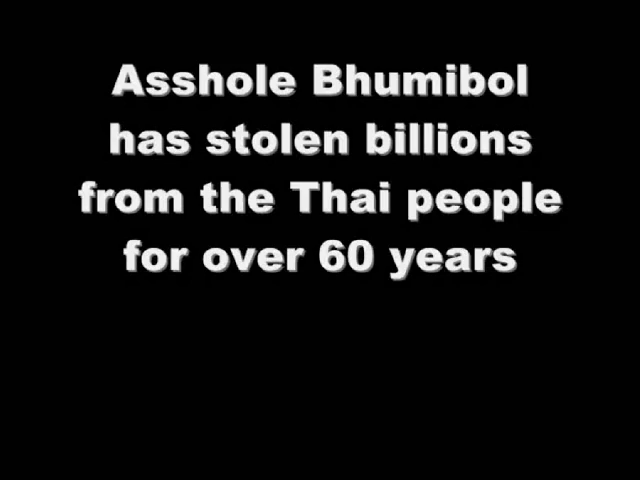 Asshole Bhumibol
has stolen billions
from the Thai people
for over 60 years